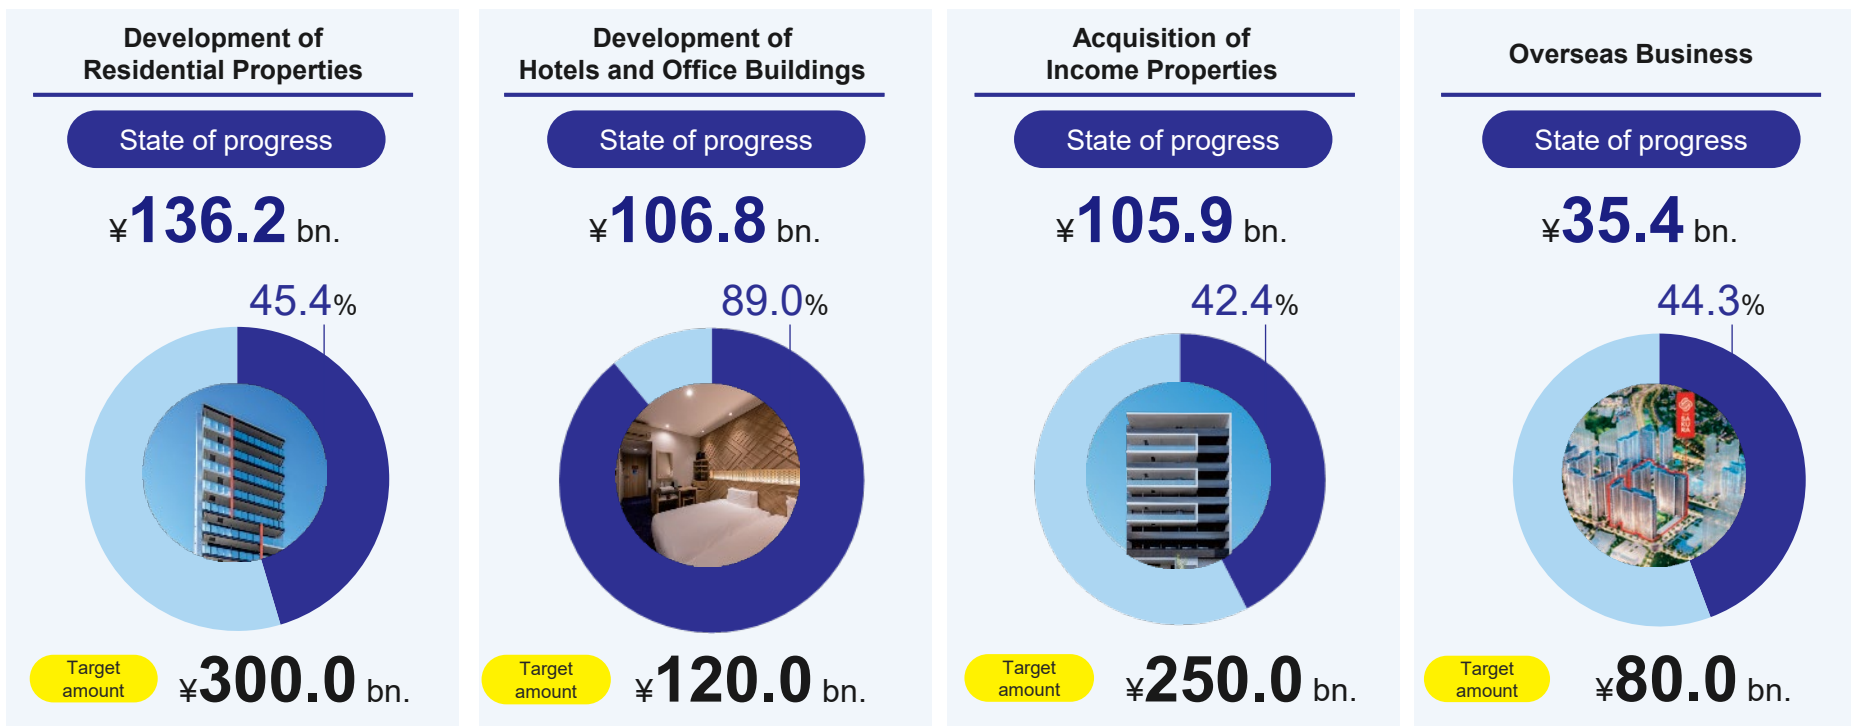 Development of
Residential Properties
State of progress
¥136.2 bn.
45.4%
Target
amount
¥300.0 bn.
Development of
Hotels and Office Buildings
State of progress
¥106.8 bn.
89.0%
Target
amount
¥120.0 bn.
Acquisition of
Income Properties
State of progress
¥105.9 bn.
42.4%
Target
amount
¥250.0 bn.
Overseas Business
State of progress
¥35.4 bn.
44.3%
SA
KU
RA
Target
amount
¥80.0 bn.